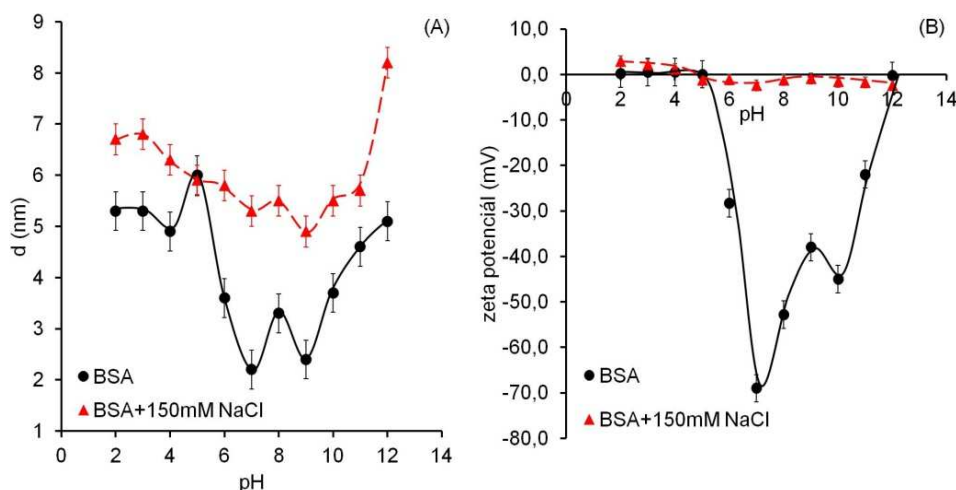 (A)
9
8
7
6
5
4
3
2
1
d (nm)
0 2 4 6 8 10 12 14
pH
BSA
BSA+150mM NaCl
(B)
20,0
10,0
0,0
-10,0
-20,0
-30,0
-40,0
-50,0
-60,0
-70,0
-80,0
zeta potenciál (mV)
0 2 4 6 8 10 12 14
pH
BSA
BSA+150mM NaCl